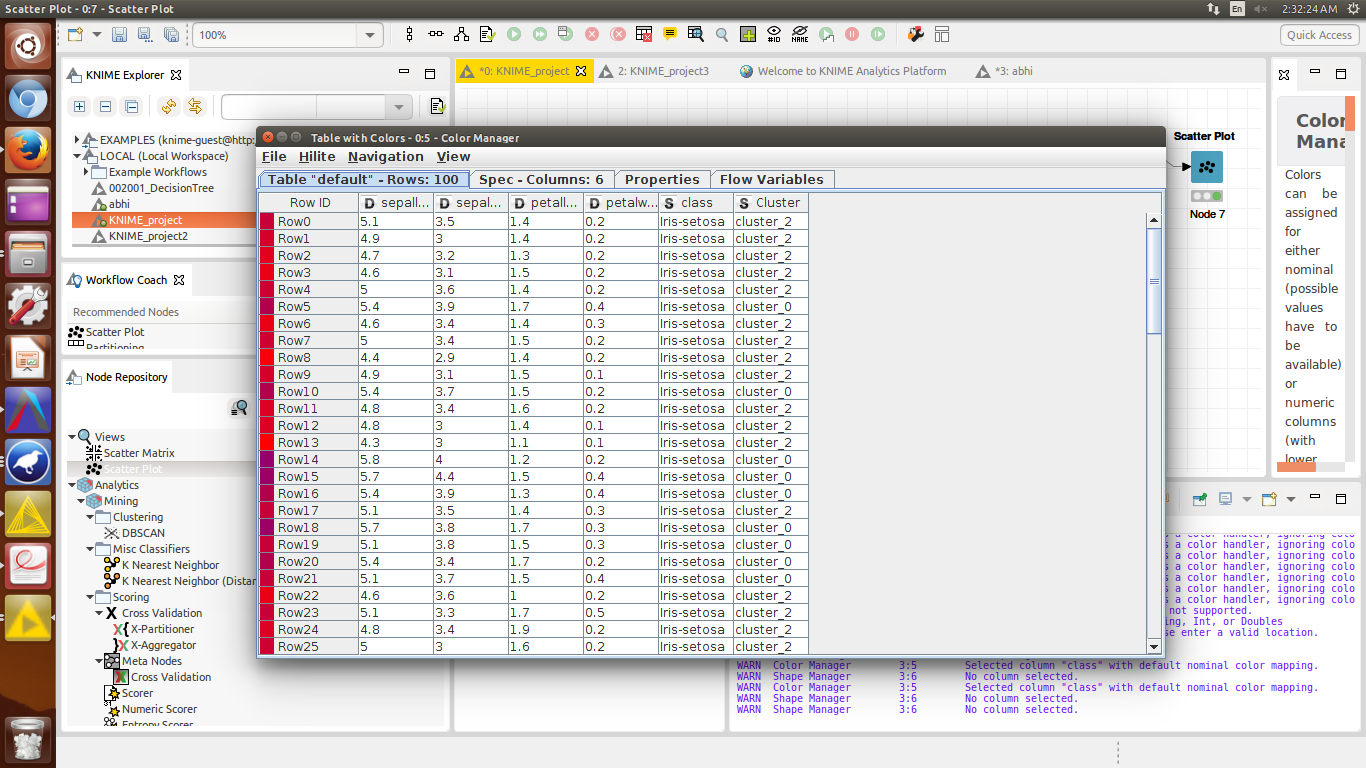 Scatter Plot - 0:7 - Scatter Plot
En
2:32:24 AM
100%
#ID
NAME
Quick Access
KNIME Explorer
EXAMPLES (knime-guest@http:
LOCAL (Local Workspace)
Example Workflows
002001_DecisionTree
abhi
KNIME_project
KNIME_project2
Workflow Coach
Recommended Nodes
Scatter Plot
Partitioning
Node Repository
Views
Scatter Matrix
Scatter Plot
Analytics
Mining
Clustering
DBSCAN
Misc Classifiers
K Nearest Neighbor
K Nearest Neighbor (Distan
Scoring
Cross Validation
X-Partitioner
X-Aggregator
Meta Nodes
Cross Validation
Scorer
Numeric Scorer
Entropy Scorer
*0: KNIME_project
2: KNIME_project3
Welcome to KNIME Analytics Platform
*3: abhi
Table with Colors - 0:5 - Color Manager
File Hilite Navigation View
Table "default" - Rows: 100
Spec - Columns: 6
Properties
Flow Variables
Row ID D sepall... D sepal... D petall... D petalw... S class S Cluster
Row0 5.1 3.5 1.4 0.2 Iris-setosa cluster_2
Row1 4.9 3 1.4 0.2 Iris-setosa cluster_2
Row2 4.7 3.2 1.3 0.2 Iris-setosa cluster_2
Row3 4.6 3.1 1.5 0.2 Iris-setosa cluster_2
Row4 5 3.6 1.4 0.2 Iris-setosa cluster_2
Row5 5.4 3.9 1.7 0.4 Iris-setosa cluster_0
Row6 4.6 3.4 1.4 0.3 Iris-setosa cluster_2
Row7 5 3.4 1.5 0.2 Iris-setosa cluster_2
Row8 4.4 2.9 1.4 0.2 Iris-setosa cluster_2
Row9 4.9 3.1 1.5 0.1 Iris-setosa cluster_2
Row10 5.4 3.7 1.5 0.2 Iris-setosa cluster_0
Row11 4.8 3.4 1.6 0.2 Iris-setosa cluster_2
Row12 4.8 3 1.4 0.1 Iris-setosa cluster_2
Row13 4.3 3 1.1 0.1 Iris-setosa cluster_2
Row14 5.8 4 1.2 0.2 Iris-setosa cluster_0
Row15 5.7 4.4 1.5 0.4 Iris-setosa cluster_0
Row16 5.4 3.9 1.3 0.4 Iris-setosa cluster_0
Row17 5.1 3.5 1.4 0.3 Iris-setosa cluster_2
Row18 5.7 3.8 1.7 0.3 Iris-setosa cluster_0
Row19 5.1 3.8 1.5 0.3 Iris-setosa cluster_0
Row20 5.4 3.4 1.7 0.2 Iris-setosa cluster_0
Row21 5.1 3.7 1.5 0.4 Iris-setosa cluster_0
Row22 4.6 3.6 1 0.2 Iris-setosa cluster_2
Row23 5.1 3.3 1.7 0.5 Iris-setosa cluster_2
Row24 4.8 3.4 1.9 0.2 Iris-setosa cluster_2
Row25 5 3 1.6 0.2 Iris-setosa cluster_2
Scatter Plot
Node 7
Color
Mana
Colors
can be
assigned
for
either
nominal
(possible
values
have to
be
available)
or
numeric
columns
(with
lower
s a color handler, ignoring colo
s a color handler, ignoring colo
s a color handler, ignoring colo
s a color handler, ignoring colo
s a color handler, ignoring colo
s a color handler, ignoring colo
s a color handler, ignoring colo
not supported.
ing, Int, or Doubles
se enter a valid location.
WARN Color Manager 3:5 Selected column "class" with default nominal color mapping.
WARN Shape Manager 3:6 No column selected.
WARN Color Manager 3:5 Selected column "class" with default nominal color mapping.
WARN Shape Manager 3:6 No column selected.
WARN Shape Manager 3:6 No column selected.